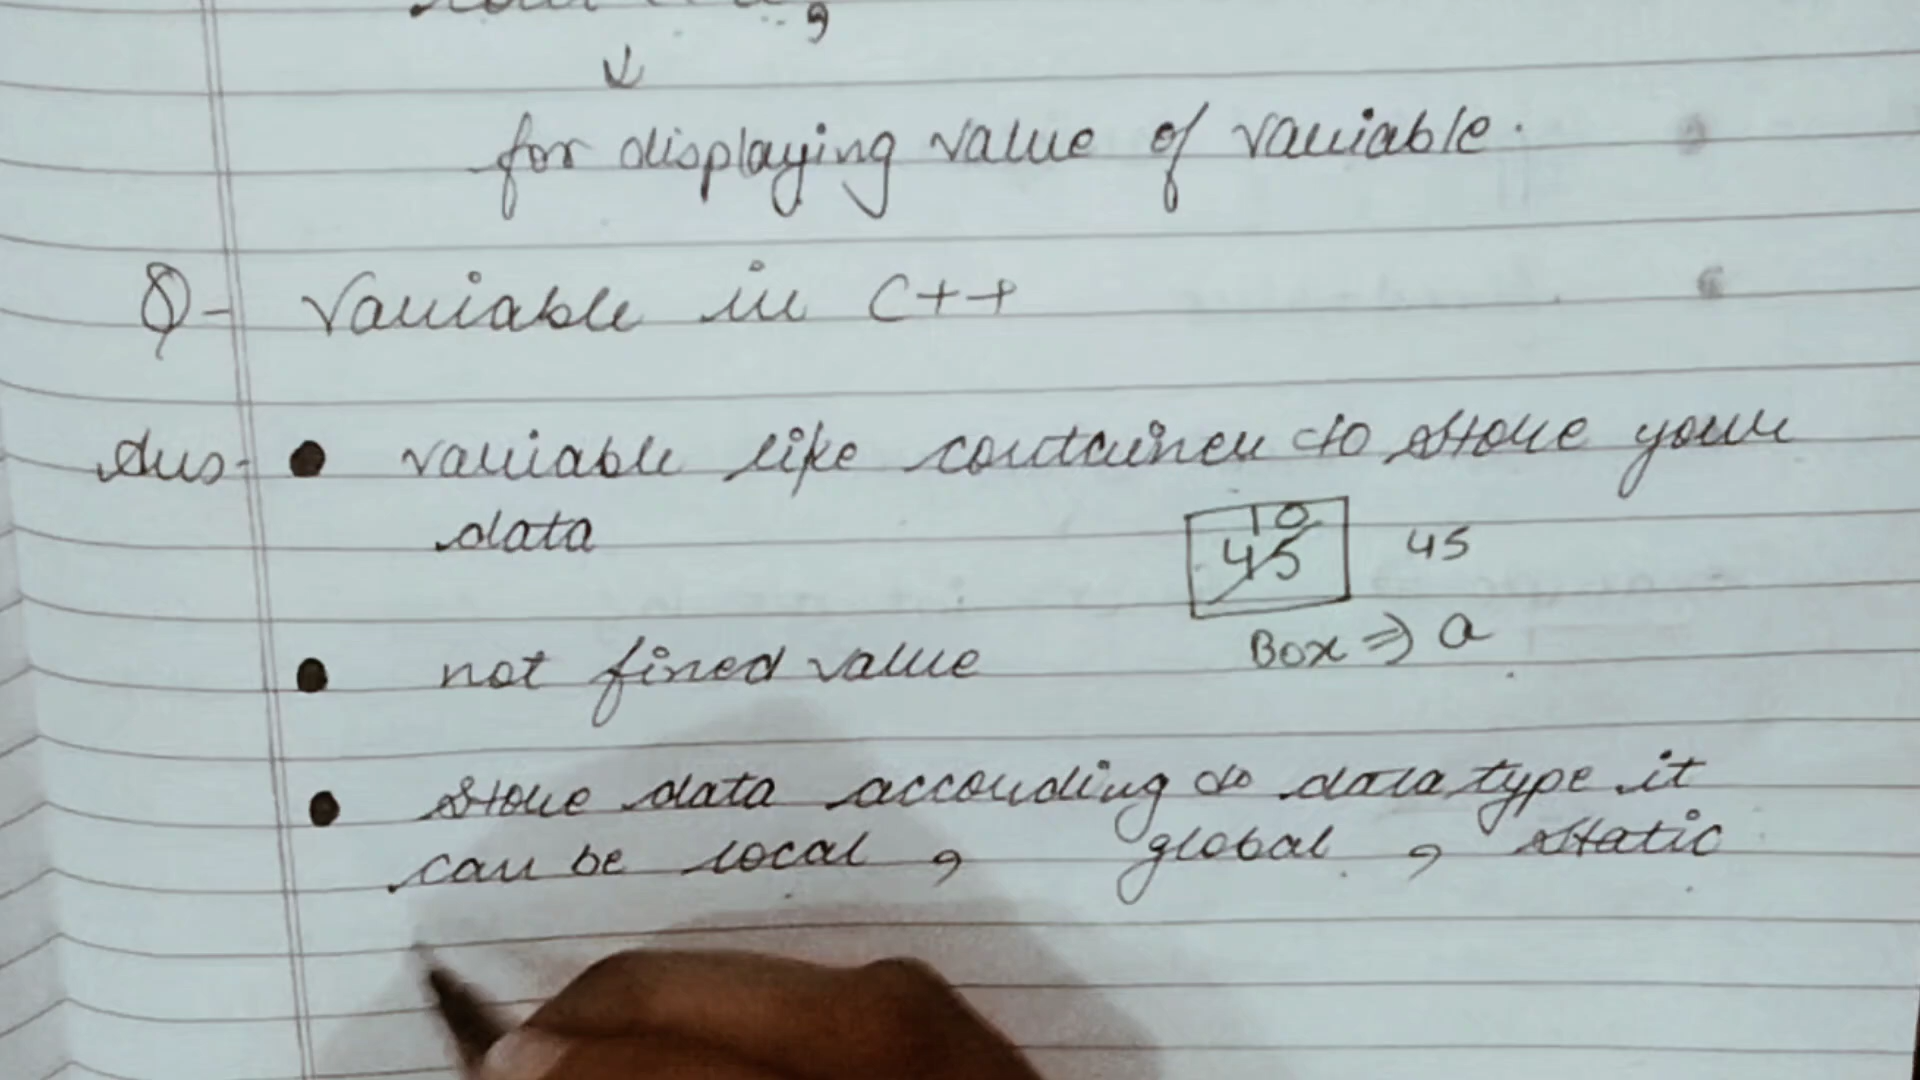 for displaying value of variable.
Q- Variable in C++
Ans- ● variable like container to store your
data
10
45
45
Box ⇒ a
● not fixed value
● store data according to data type it
can be local , global , static